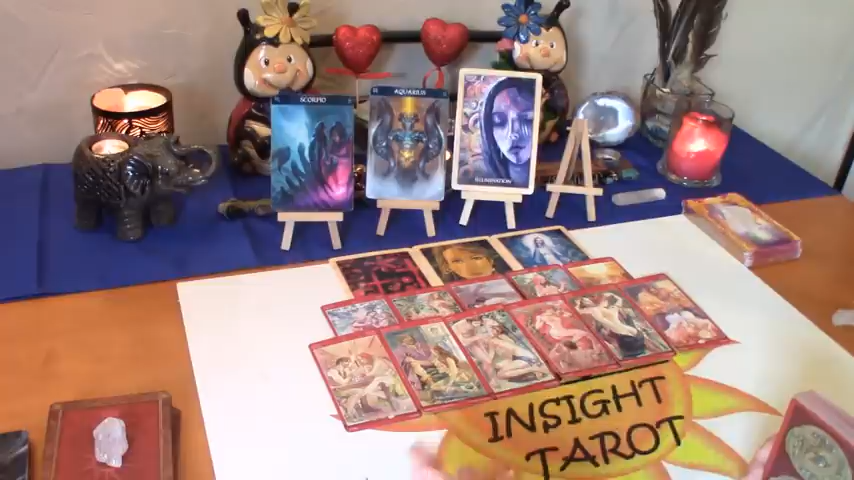 SCORPIO
AQUARIUS
ILLUMINATION
INSIGHT
TAROT